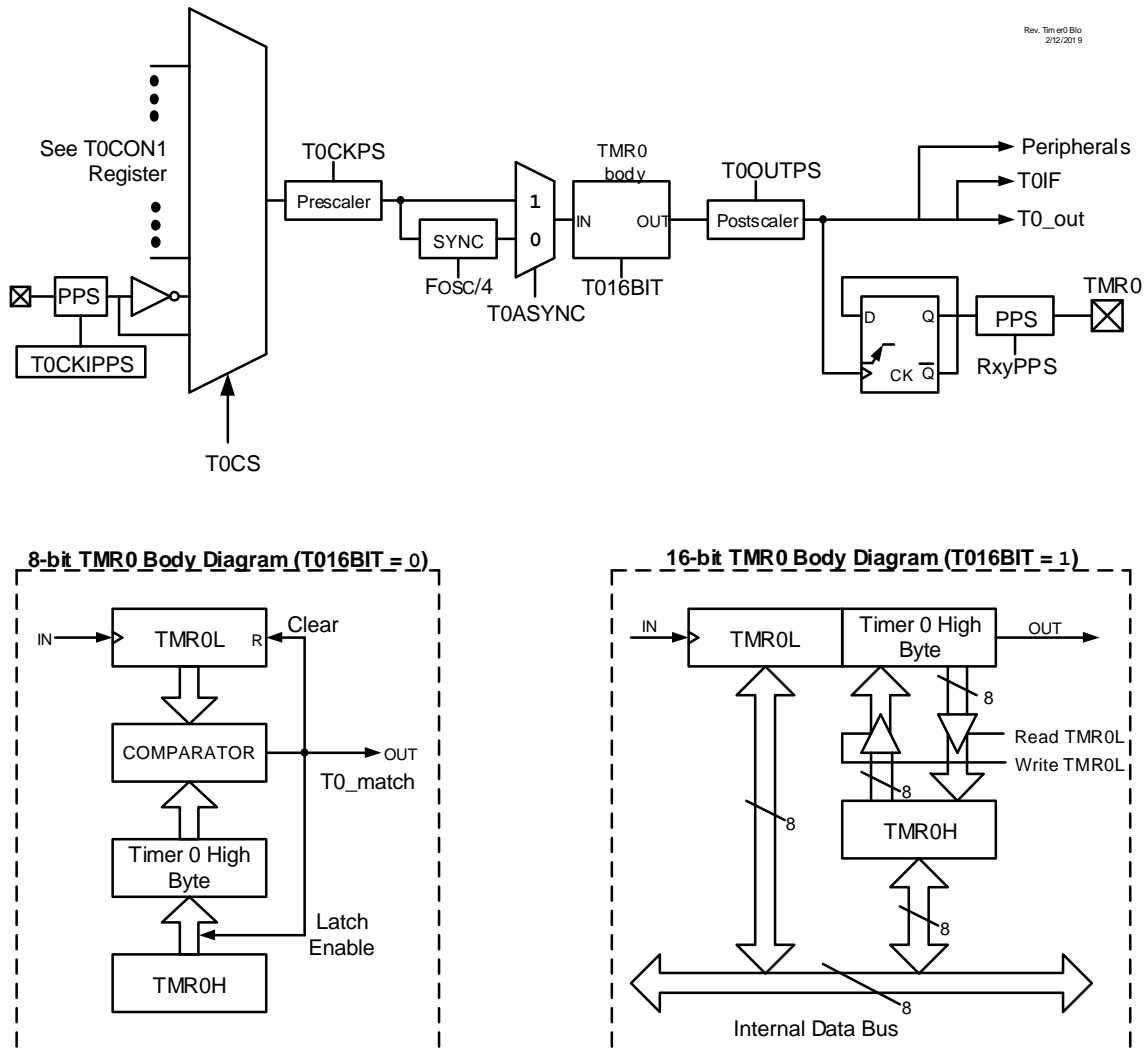 Rev. Timer0 Blo
2/12/2019
See T0CON1
Register
PPS
T0CKIPPS
T0CS
T0CKPS
Prescaler
SYNC
FOSC/4
1
0
T0ASYNC
TMR0
body
IN
OUT
T016BIT
T0OUTPS
Postscaler
Peripherals
T0IF
T0_out
D
Q
CK
Q
PPS
RxyPPS
TMR0
8-bit TMR0 Body Diagram (T016BIT = 0)
IN
TMR0L
R
Clear
COMPARATOR
OUT
T0_match
Timer 0 High
Byte
Latch
Enable
TMR0H
16-bit TMR0 Body Diagram (T016BIT = 1)
IN
TMR0L
Timer 0 High
Byte
OUT
8
Read TMR0L
Write TMR0L
8
8
TMR0H
8
8
Internal Data Bus